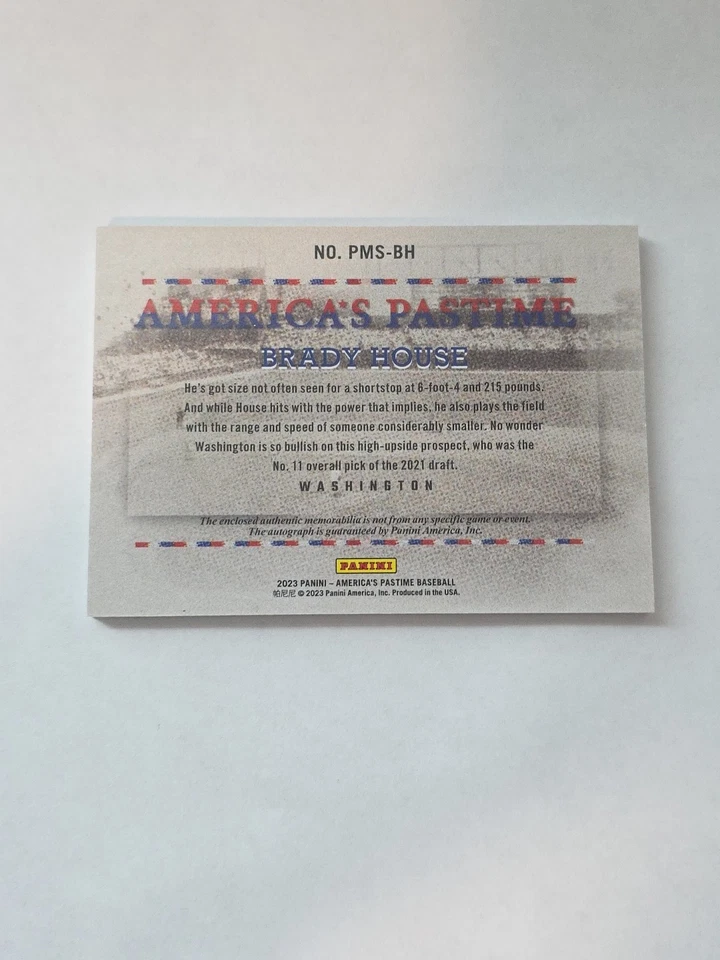 NO. PMS-BH
AMERICA'S PASTIME
BRADY HOUSE
He's got size not often seen for a shortstop at 6-foot-4 and 215 pounds.
And while House hits with the power that implies, he also plays the field
with the range and speed of someone considerably smaller. No wonder
Washington is so bullish on this high-upside prospect, who was the
No. 11 overall pick of the 2021 draft.
WASHINGTON
The enclosed authentic memorabilia is not from any specific game or event.
The autograph is guaranteed by Panini America, Inc.
PANINI
2023 PANINI – AMERICA'S PASTIME BASEBALL
帕尼尼 © 2023 Panini America, Inc. Produced in the USA.